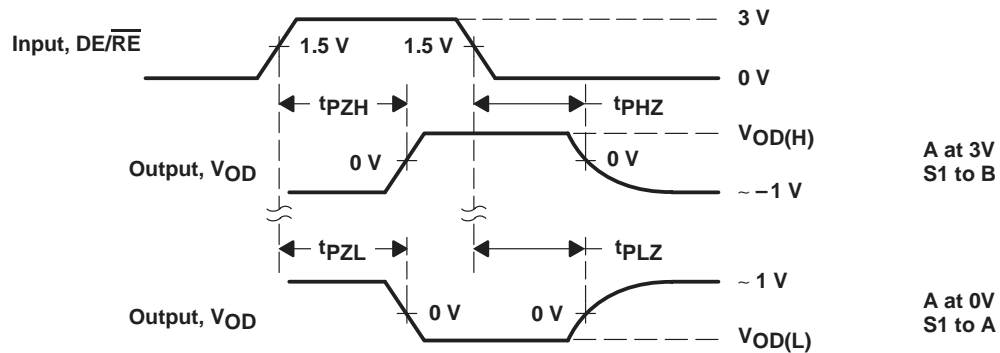 3 V
Input, DE/RE
1.5 V
1.5 V
0 V
tPZH
tPHZ
VOD(H)
Output, VOD
0 V
0 V
A at 3V
S1 to B
~ –1 V
tPZL
tPLZ
~ 1 V
Output, VOD
0 V
0 V
A at 0V
S1 to A
VOD(L)